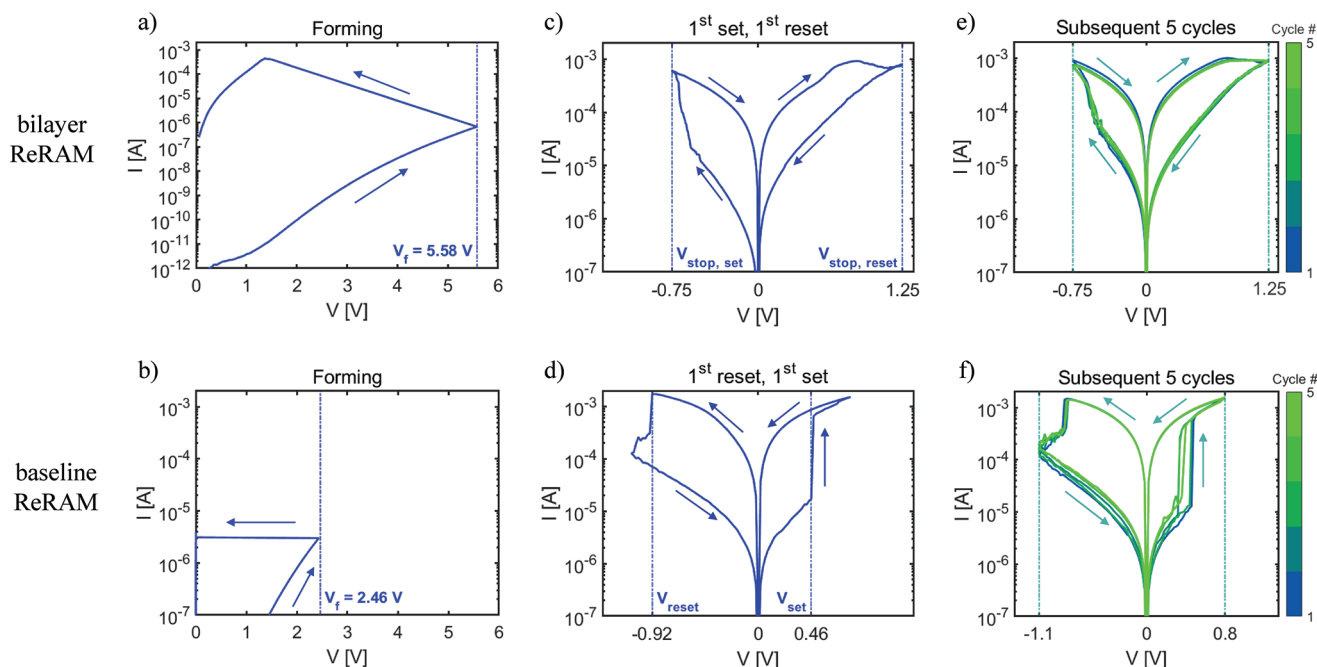 bilayer
ReRAM
a)
Forming
I [A]
10^-3
10^-4
10^-5
10^-6
10^-7
10^-8
10^-9
10^-10
10^-11
10^-12
V_f = 5.58 V
0 1 2 3 4 5 6
V [V]
c)
1^st set, 1^st reset
I [A]
10^-3
10^-4
10^-5
10^-6
10^-7
V_stop, set
V_stop, reset
-0.75 0 1.25
V [V]
e)
Subsequent 5 cycles
Cycle #
5
1
I [A]
10^-3
10^-4
10^-5
10^-6
10^-7
-0.75 0 1.25
V [V]
baseline
ReRAM
b)
Forming
I [A]
10^-3
10^-4
10^-5
10^-6
10^-7
V_f = 2.46 V
0 1 2 3 4 5 6
V [V]
d)
1^st reset, 1^st set
I [A]
10^-3
10^-4
10^-5
10^-6
10^-7
V_reset
V_set
-0.92 0 0.46
V [V]
f)
Subsequent 5 cycles
Cycle #
5
1
I [A]
10^-3
10^-4
10^-5
10^-6
10^-7
-1.1 0 0.8
V [V]